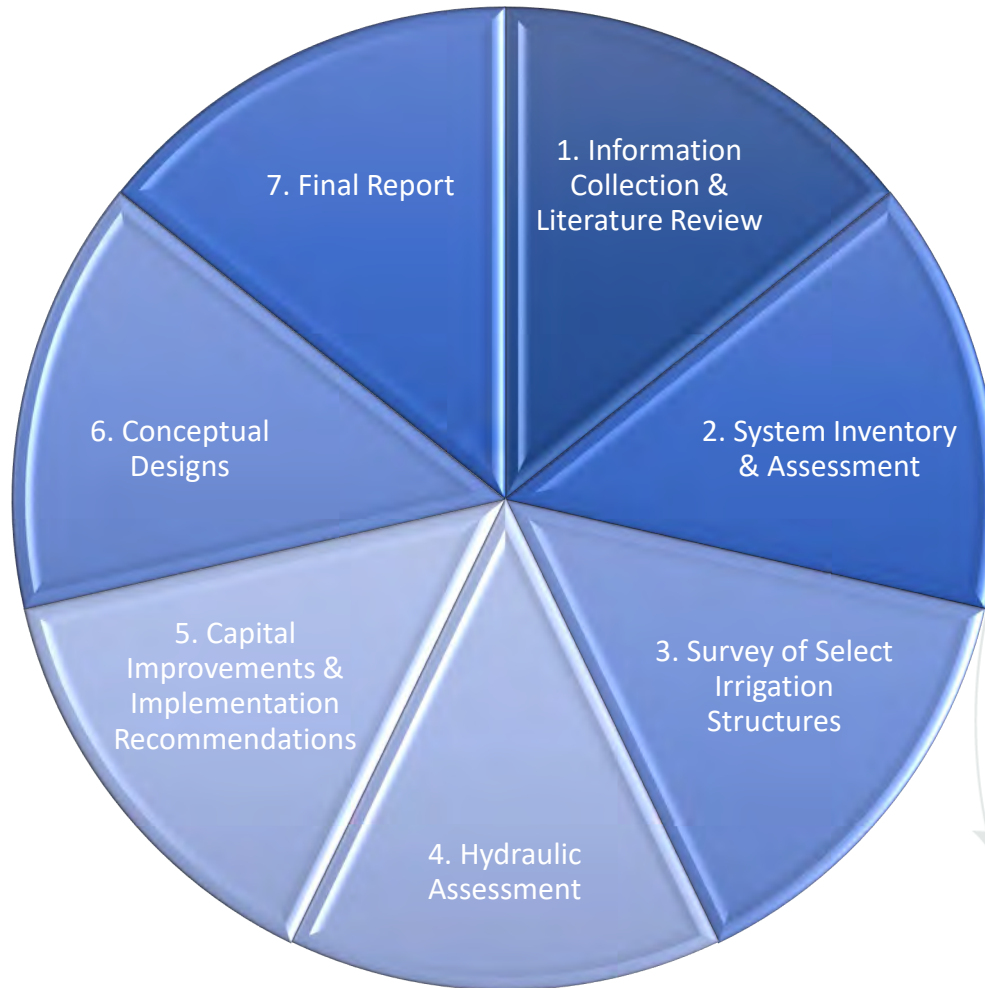 1. Information
Collection &
Literature Review
2. System Inventory
& Assessment
3. Survey of Select
Irrigation
Structures
4. Hydraulic
Assessment
5. Capital
Improvements &
Implementation
Recommendations
6. Conceptual
Designs
7. Final Report